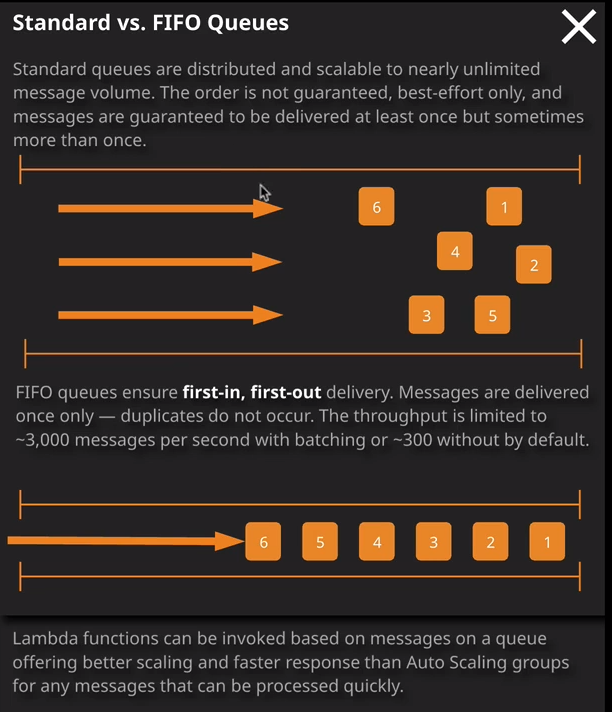 Standard vs. FIFO Queues
Standard queues are distributed and scalable to nearly unlimited
message volume. The order is not guaranteed, best-effort only, and
messages are guaranteed to be delivered at least once but sometimes
more than once.
6 1
4 2
3 5
FIFO queues ensure first-in, first-out delivery. Messages are delivered
once only — duplicates do not occur. The throughput is limited to
~3,000 messages per second with batching or ~300 without by default.
6 5 4 3 2 1
Lambda functions can be invoked based on messages on a queue
offering better scaling and faster response than Auto Scaling groups
for any messages that can be processed quickly.